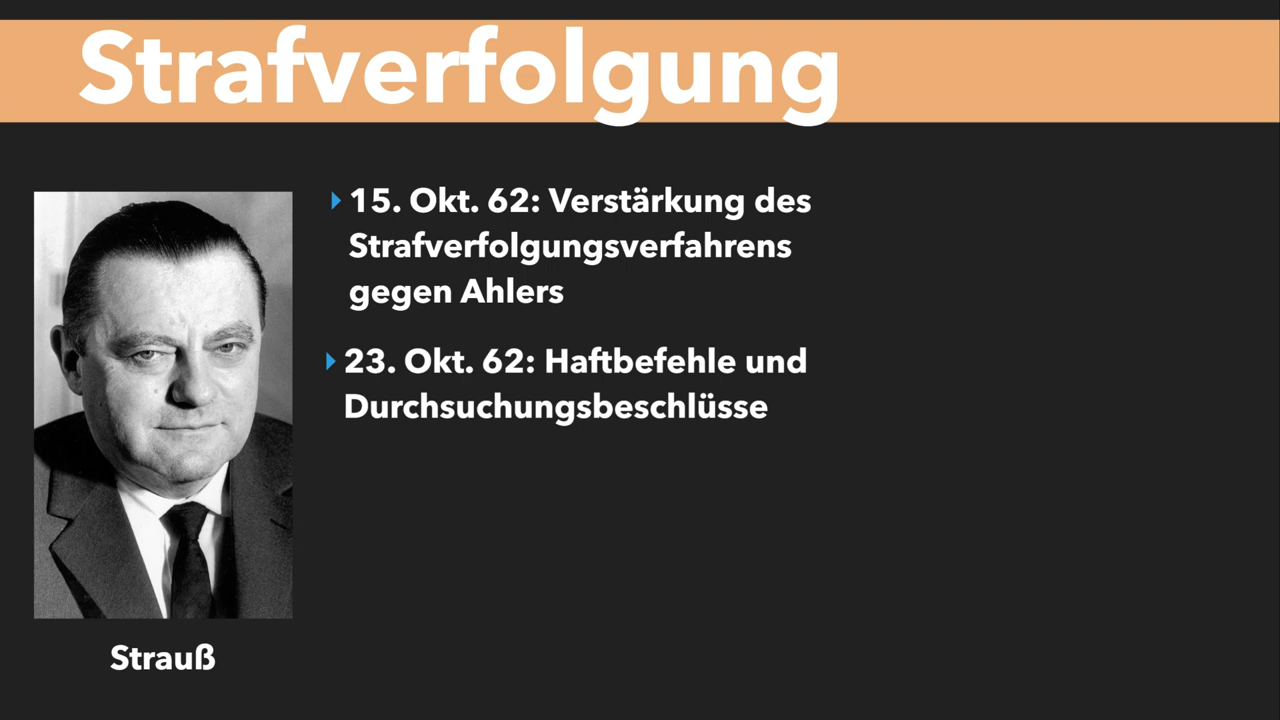 Strafverfolgung
15. Okt. 62: Verstärkung des
Strafverfolgungsverfahrens
gegen Ahlers
23. Okt. 62: Haftbefehle und
Durchsuchungsbeschlüsse
Strauß